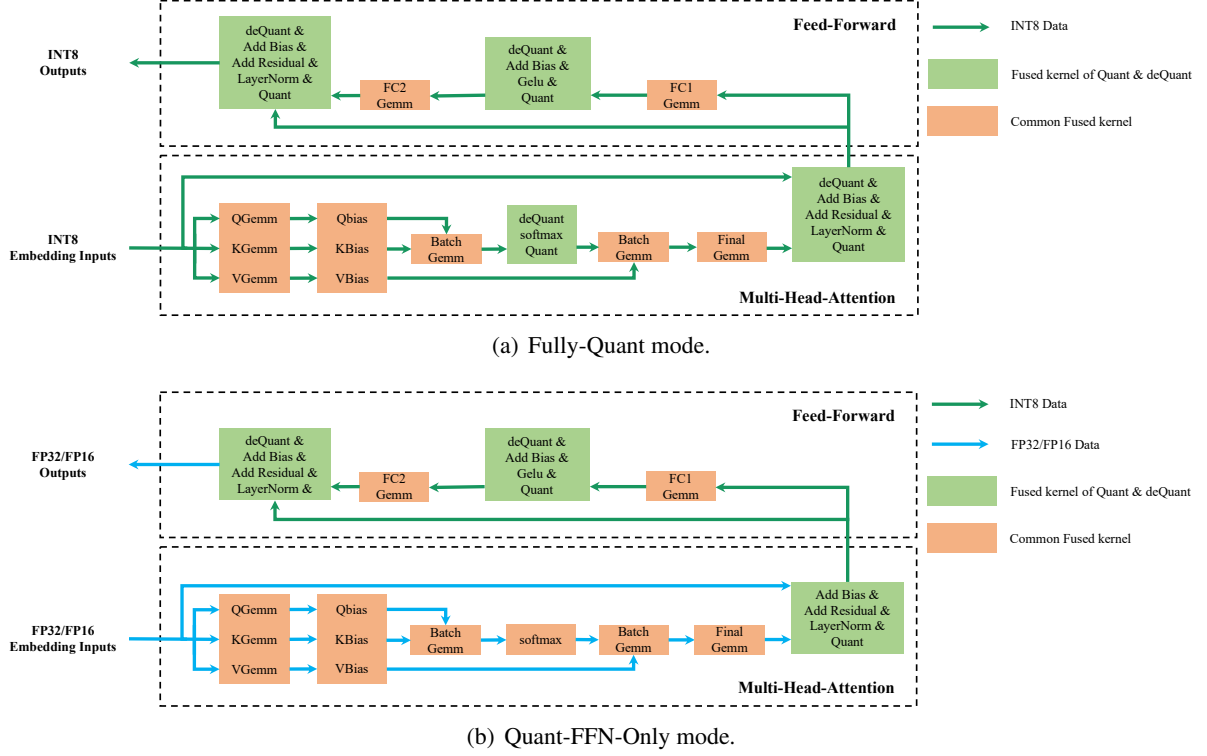 Feed-Forward
INT8
Outputs
deQuant &
Add Bias &
Add Residual &
LayerNorm &
Quant
FC2
Gemm
deQuant &
Add Bias &
Gelu &
Quant
FC1
Gemm
INT8 Data
Fused kernel of Quant & deQuant
Common Fused kernel
INT8
Embedding Inputs
QGemm
KGemm
VGemm
Qbias
KBias
VBias
Batch
Gemm
deQuant
softmax
Quant
Batch
Gemm
Final
Gemm
deQuant &
Add Bias &
Add Residual &
LayerNorm &
Quant
Multi-Head-Attention
(a) Fully-Quant mode.
Feed-Forward
FP32/FP16
Outputs
deQuant &
Add Bias &
Add Residual &
LayerNorm &
FC2
Gemm
deQuant &
Add Bias &
Gelu &
Quant
FC1
Gemm
INT8 Data
FP32/FP16 Data
Fused kernel of Quant & deQuant
Common Fused kernel
FP32/FP16
Embedding Inputs
QGemm
KGemm
VGemm
Qbias
KBias
VBias
Batch
Gemm
softmax
Batch
Gemm
Final
Gemm
Add Bias &
Add Residual &
LayerNorm &
Quant
Multi-Head-Attention
(b) Quant-FFN-Only mode.